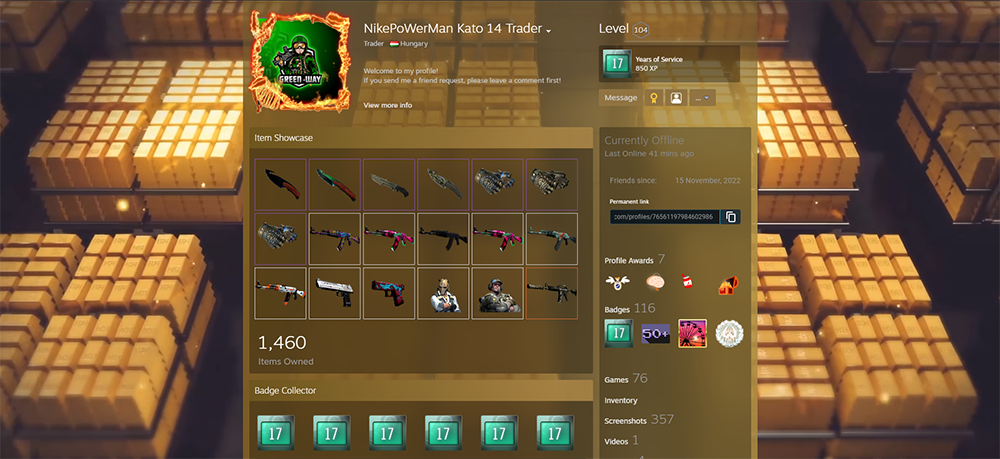 NikePoWerMan Kato 14 Trader
Trader Hungary
Welcome to my profile!
If you send me a friend request, please leave a comment first!
View more info
GREEN-WAY
Level 104
17
Years of Service
850 XP
Message
...
Item Showcase
1,460
Items Owned
Badge Collector
17 17 17 17 17 17
Currently Offline
Last Online 41 mins ago
Friends since: 15 November, 2022
Permanent link
com/profiles/76561197984602986
Profile Awards 7
Badges 116
17 50+
Games 76
Inventory
Screenshots 357
Videos 1